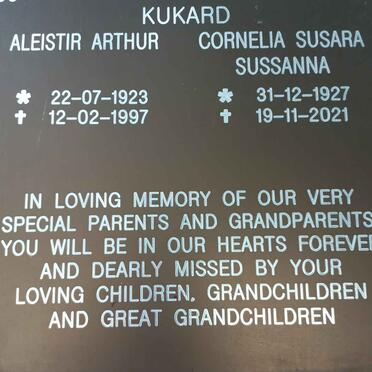 KUKARD
ALEISTIR ARTHUR CORNELIA SUSARA
SUSSANNA
* 22-07-1923 * 31-12-1927
✝ 12-02-1997 ✝ 19-11-2021
IN LOVING MEMORY OF OUR VERY
SPECIAL PARENTS AND GRANDPARENTS
YOU WILL BE IN OUR HEARTS FOREVER
AND DEARLY MISSED BY YOUR
LOVING CHILDREN, GRANDCHILDREN
AND GREAT GRANDCHILDREN